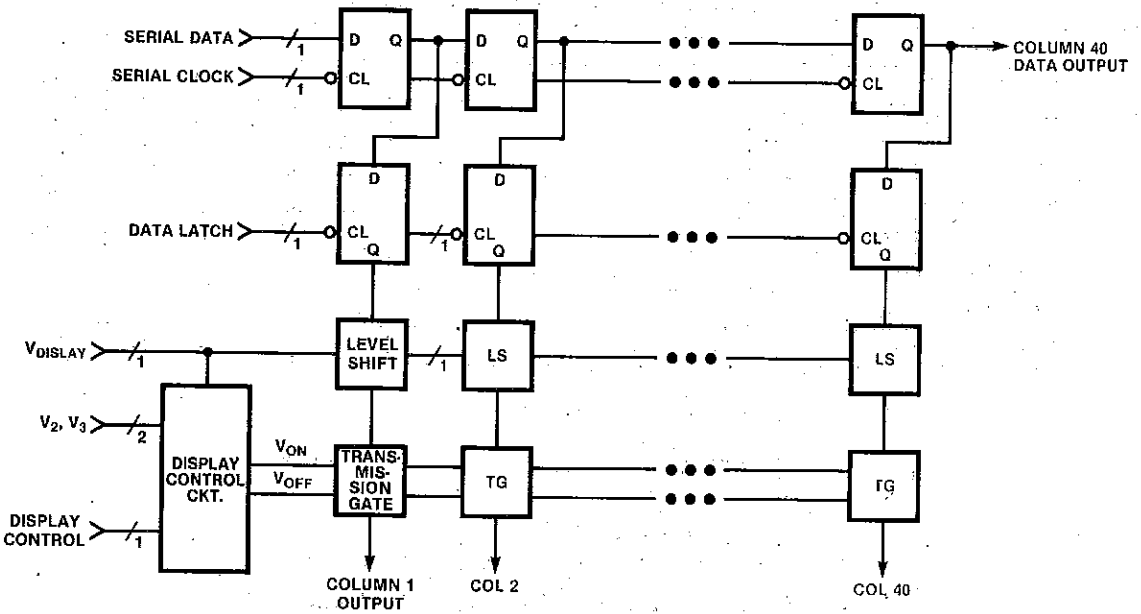 SERIAL DATA
1
D Q
D Q
D Q
COLUMN 40
DATA OUTPUT
SERIAL CLOCK
1
CL
CL
CL
D
D
D
DATA LATCH
1
CL
1
CL
CL
Q
Q
Q
VDISLAY
1
LEVEL
SHIFT
1
LS
LS
V2, V3
2
DISPLAY
CONTROL
CKT.
VON
VOFF
TRANS-
MIS-
SION
GATE
TG
TG
DISPLAY
CONTROL
1
COLUMN 1
OUTPUT
COL 2
COL 40